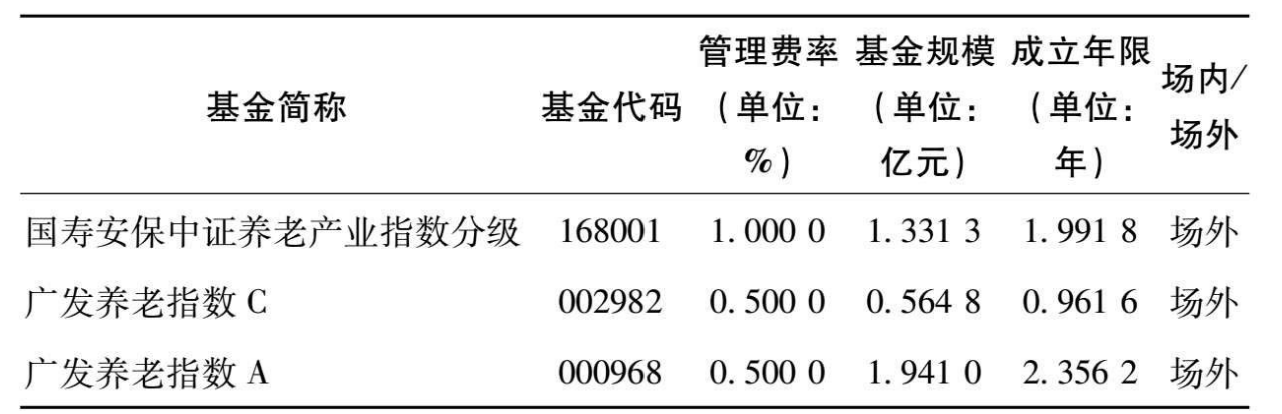 管理费率 基金规模 成立年限
基金简称 基金代码 (单位: (单位: (单位: 场内/
%) 亿元) 年) 场外
国寿安保中证养老产业指数分级 168001 1.000 0 1.331 3 1.991 8 场外
广发养老指数 C 002982 0.500 0 0.564 8 0.961 6 场外
广发养老指数 A 000968 0.500 0 1.941 0 2.356 2 场外